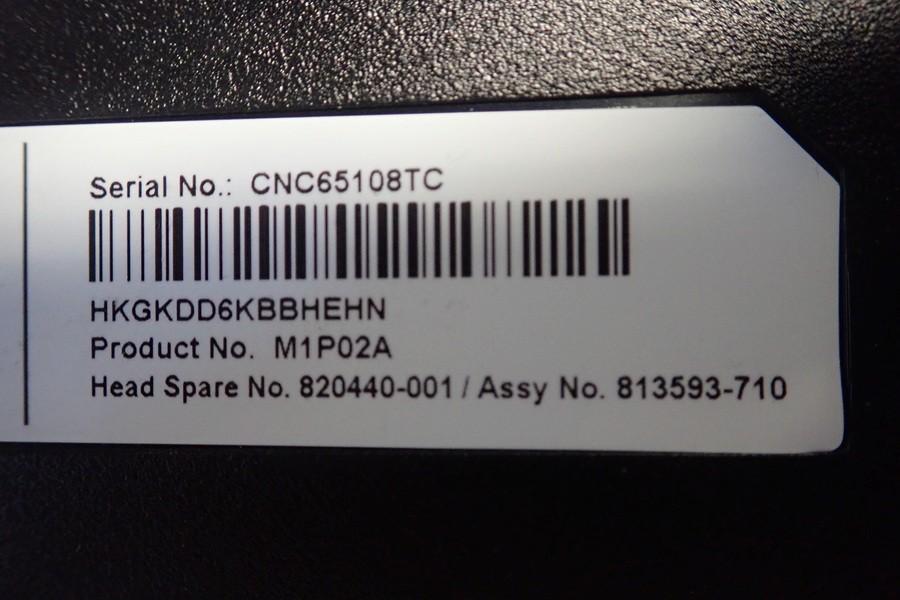 Serial No.: CNC65108TC
HKGKDD6KBBHEHN
Product No. M1P02A
Head Spare No. 820440-001 / Assy No. 813593-710